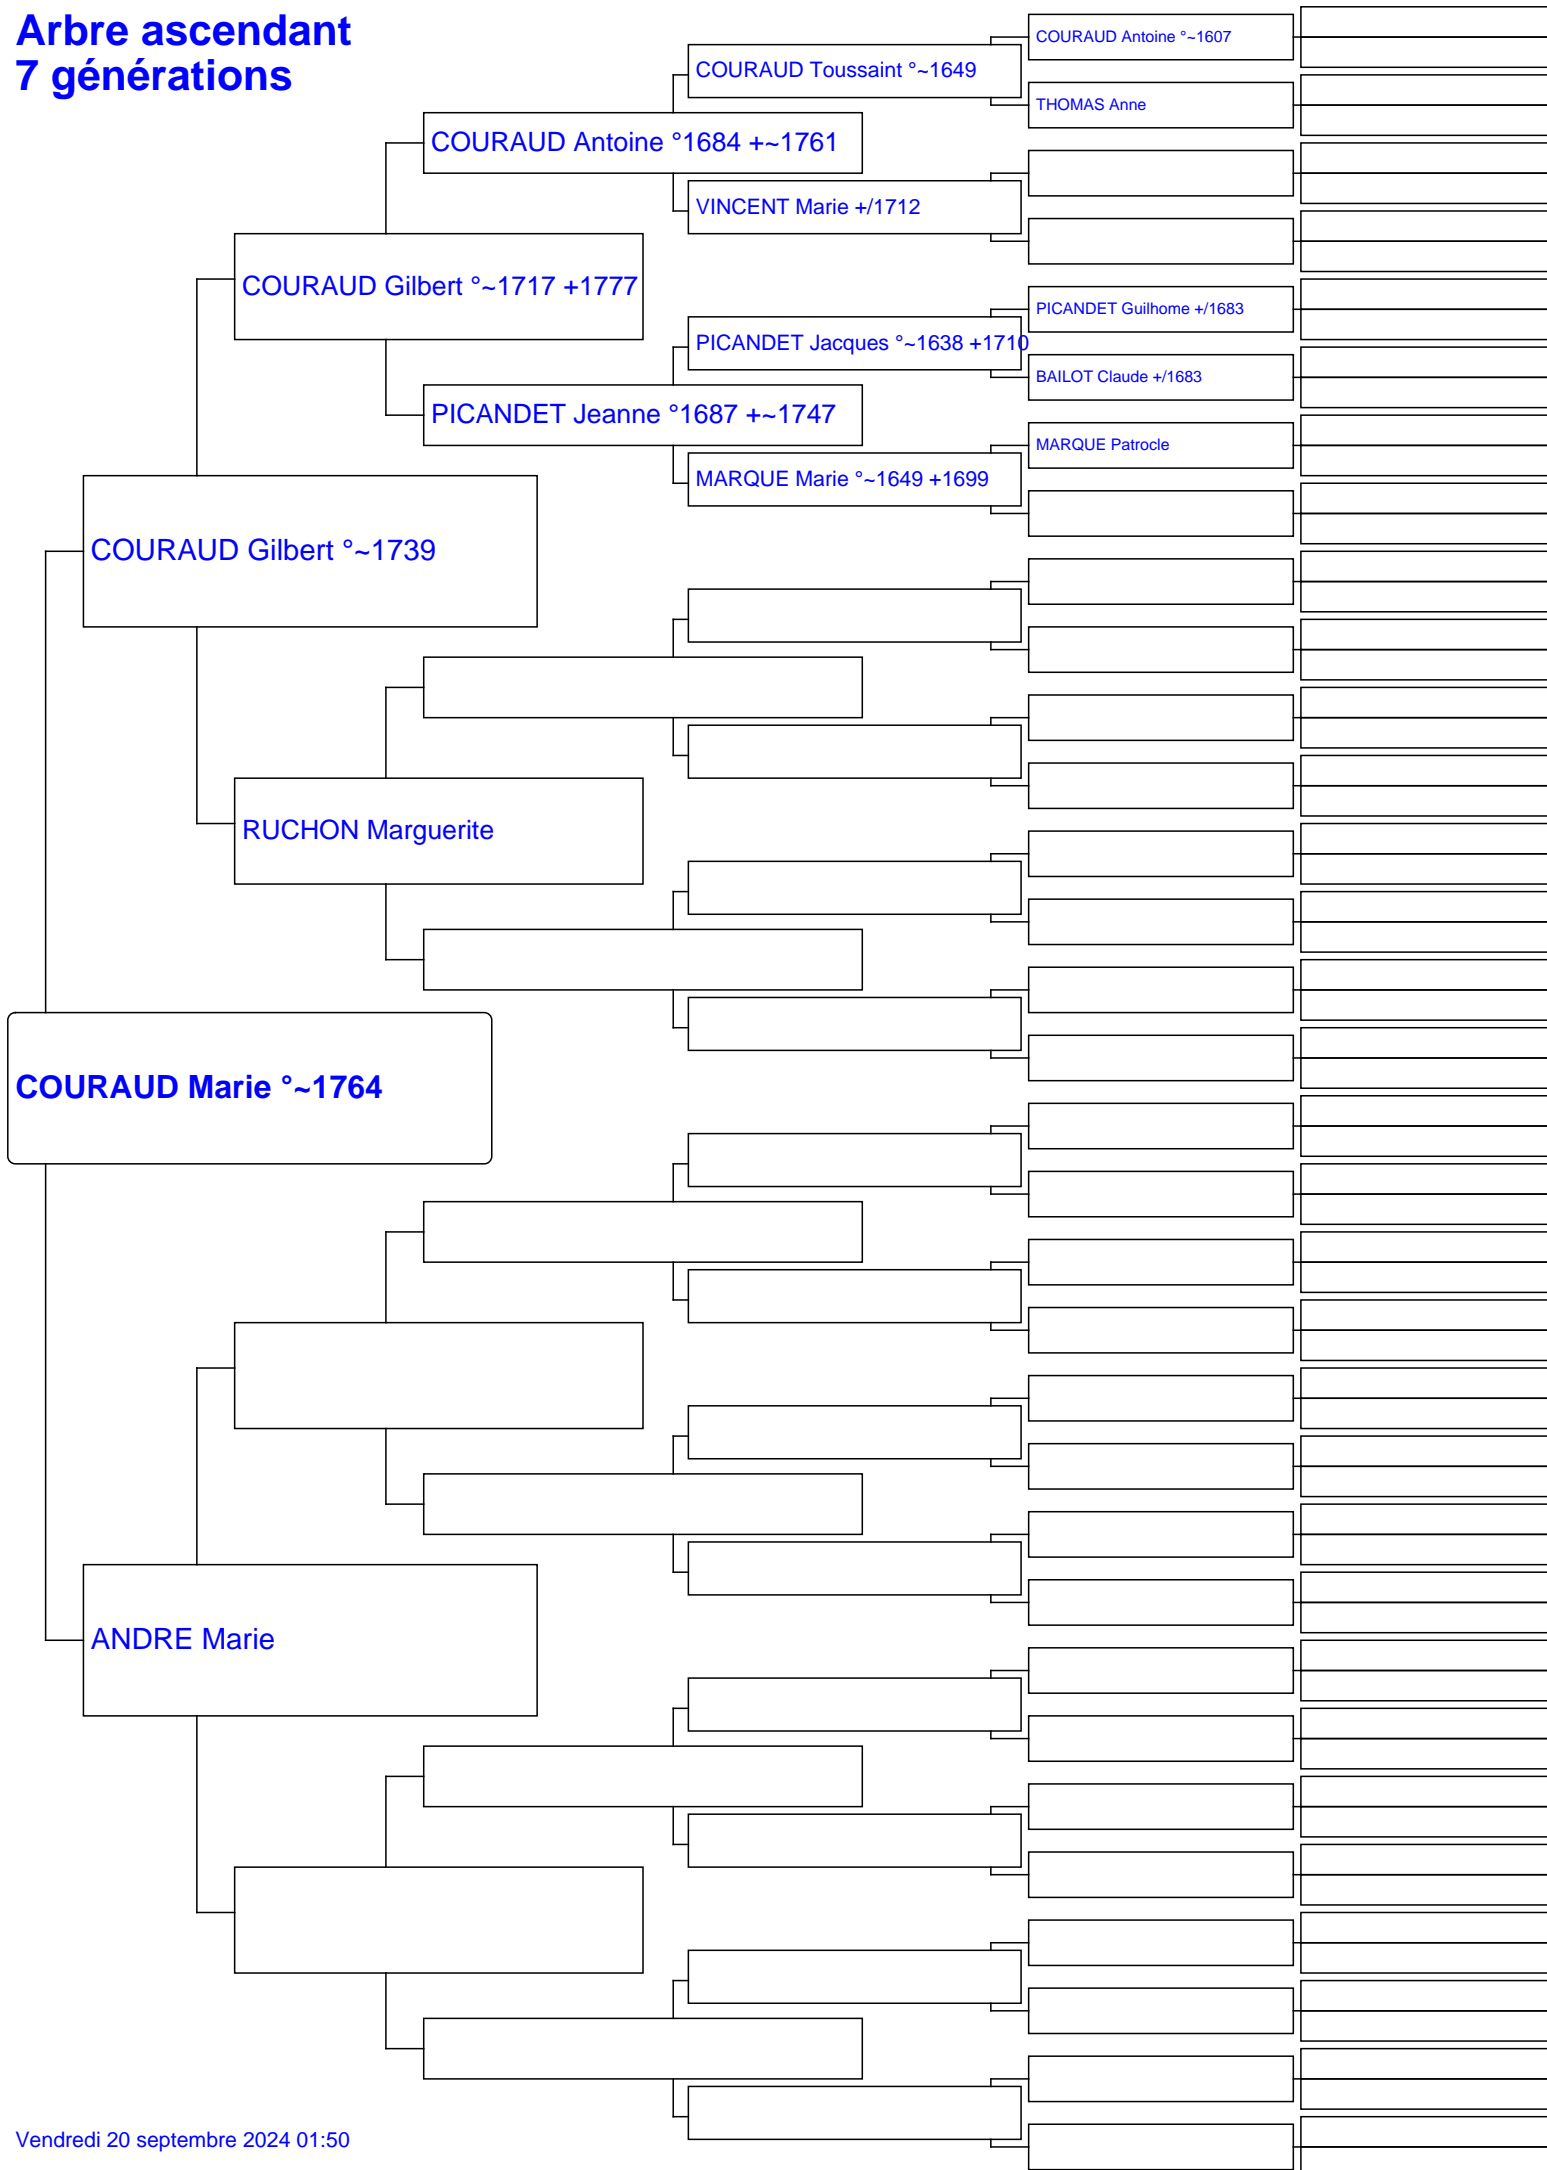 Arbre ascendant
7 générations
COURAUD Antoine °~1607
COURAUD Toussaint °~1649
THOMAS Anne
COURAUD Antoine °1684 +~1761
VINCENT Marie +/1712
COURAUD Gilbert °~1717 +1777
PICANDET Guilhome +/1683
PICANDET Jacques °~1638 +1710
BAILOT Claude +/1683
PICANDET Jeanne °1687 +~1747
MARQUE Patrocle
MARQUE Marie °~1649 +1699
COURAUD Gilbert °~1739
RUCHON Marguerite
COURAUD Marie °~1764
ANDRE Marie
Vendredi 20 septembre 2024 01:50